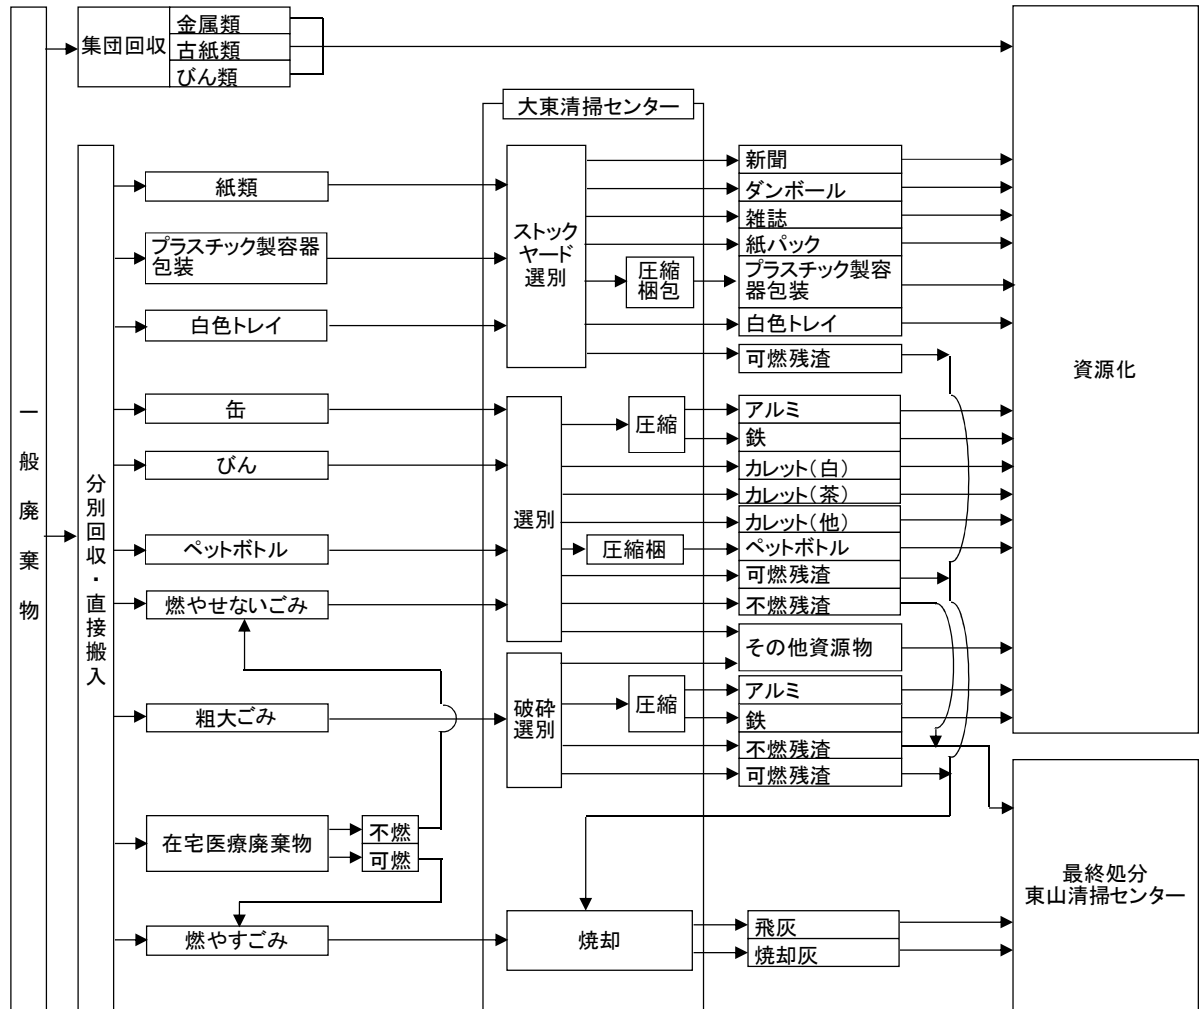 一般廃棄物
集団回収
金属類
古紙類
びん類
大東清掃センター
分別回収・直接搬入
紙類
プラスチック製容器
包装
白色トレイ
缶
びん
ペットボトル
燃やせないごみ
粗大ごみ
在宅医療廃棄物
不燃
可燃
燃やすごみ
ストック
ヤード
選別
圧縮
梱包
選別
圧縮
圧縮梱
破砕
選別
圧縮
焼却
新聞
ダンボール
雑誌
紙パック
プラスチック製容
器包装
白色トレイ
可燃残渣
アルミ
鉄
カレット（白）
カレット（茶）
カレット（他）
ペットボトル
可燃残渣
不燃残渣
その他資源物
アルミ
鉄
不燃残渣
可燃残渣
飛灰
焼却灰
資源化
最終処分
東山清掃センター